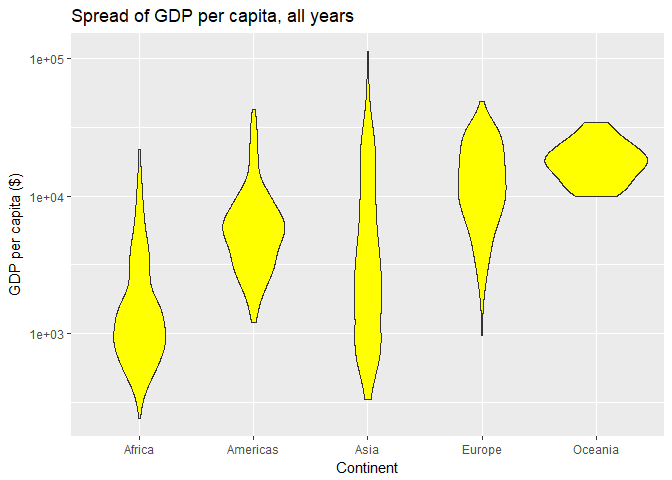 Spread of GDP per capita, all years
GDP per capita ($)
1e+05
1e+04
1e+03
Africa
Americas
Asia
Europe
Oceania
Continent